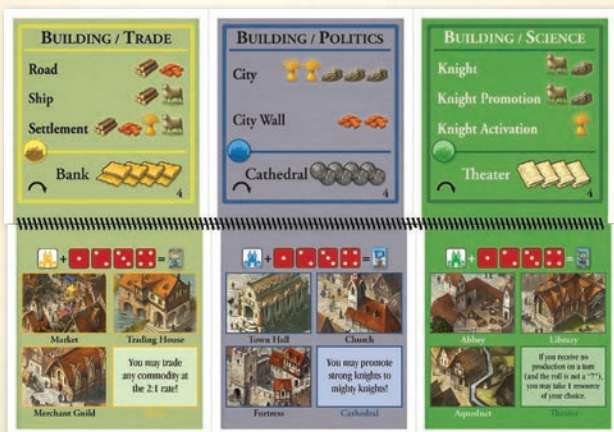 BUILDING / TRADE
Road
Ship
Settlement
Bank
4
BUILDING / POLITICS
City
City Wall
Cathedral
4
BUILDING / SCIENCE
Knight
Knight Promotion
Knight Activation
Theater
4
+ =
Market
Trading House
Merchant Guild
You may trade
any commodity at
the 2:1 rate!
+ =
Town Hall
Church
Fortress
You may promote
strong knights to
mighty knights!
Cathedral
+ =
Abbey
Library
Aqueduct
If you receive no
production on a turn
(and the roll is not a "7"),
you may take 1 resource
of your choice.
Theater